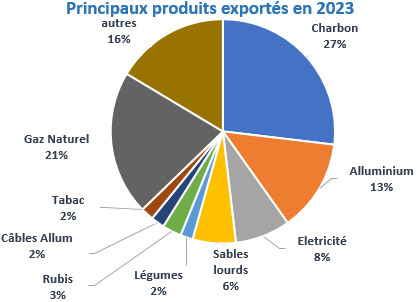 Principaux produits exportés en 2023
autres
16%
Charbon
27%
Gaz Naturel
21%
Alluminium
13%
Tabac
2%
Câbles Allum
2%
Rubis
3%
Légumes
2%
Sables
lourds
6%
Eletricité
8%